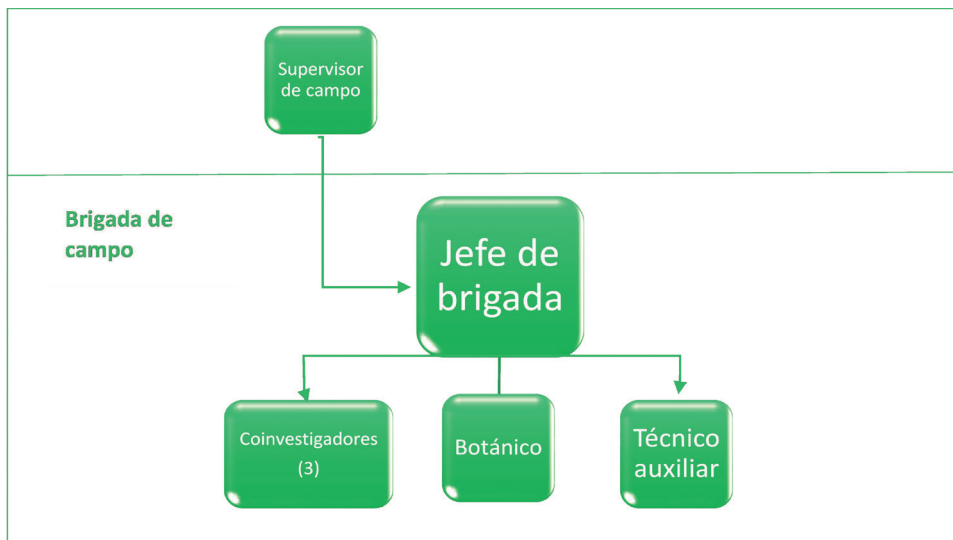 Supervisor
de campo
Brigada de
campo
Jefe de
brigada
Coinvestigadores
(3)
Botánico
Técnico
auxiliar